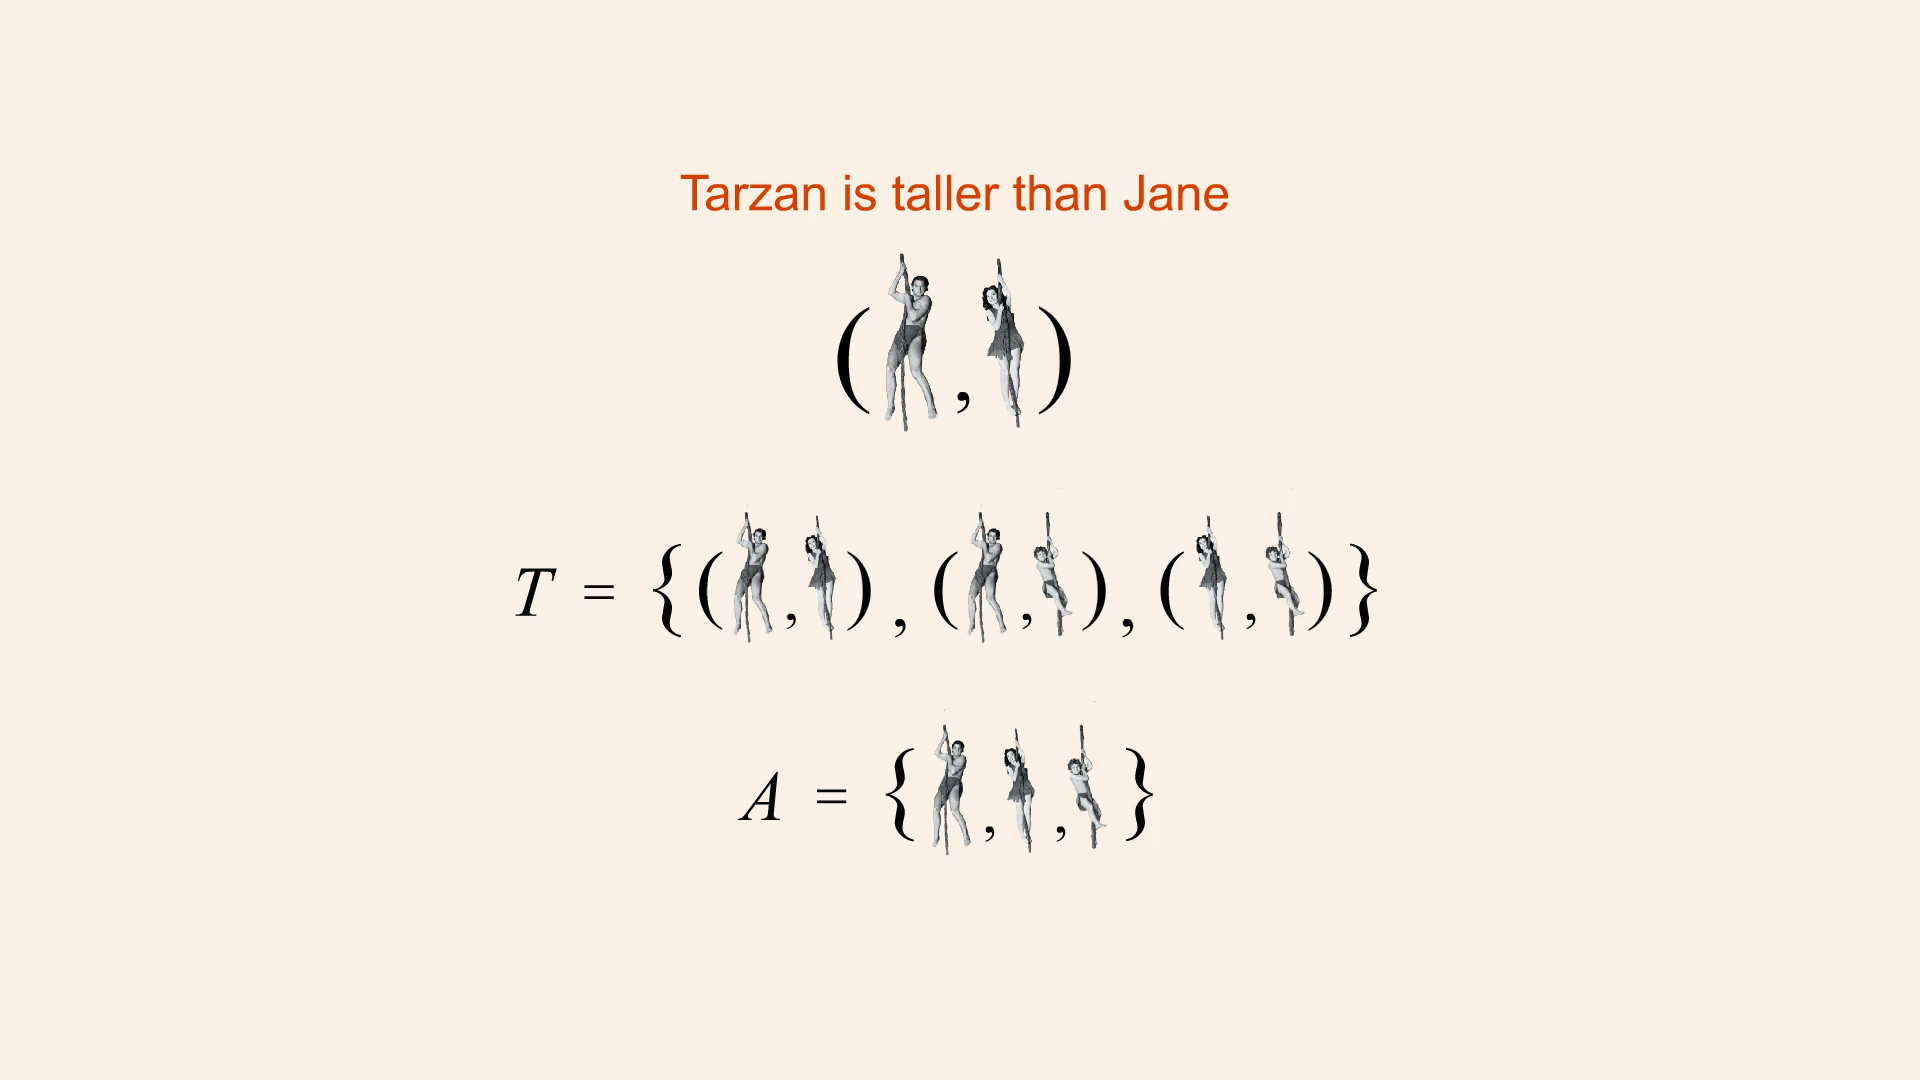 Tarzan is taller than Jane
( , )
T = {( , ) , ( , ) , ( , )}
A = { , , }